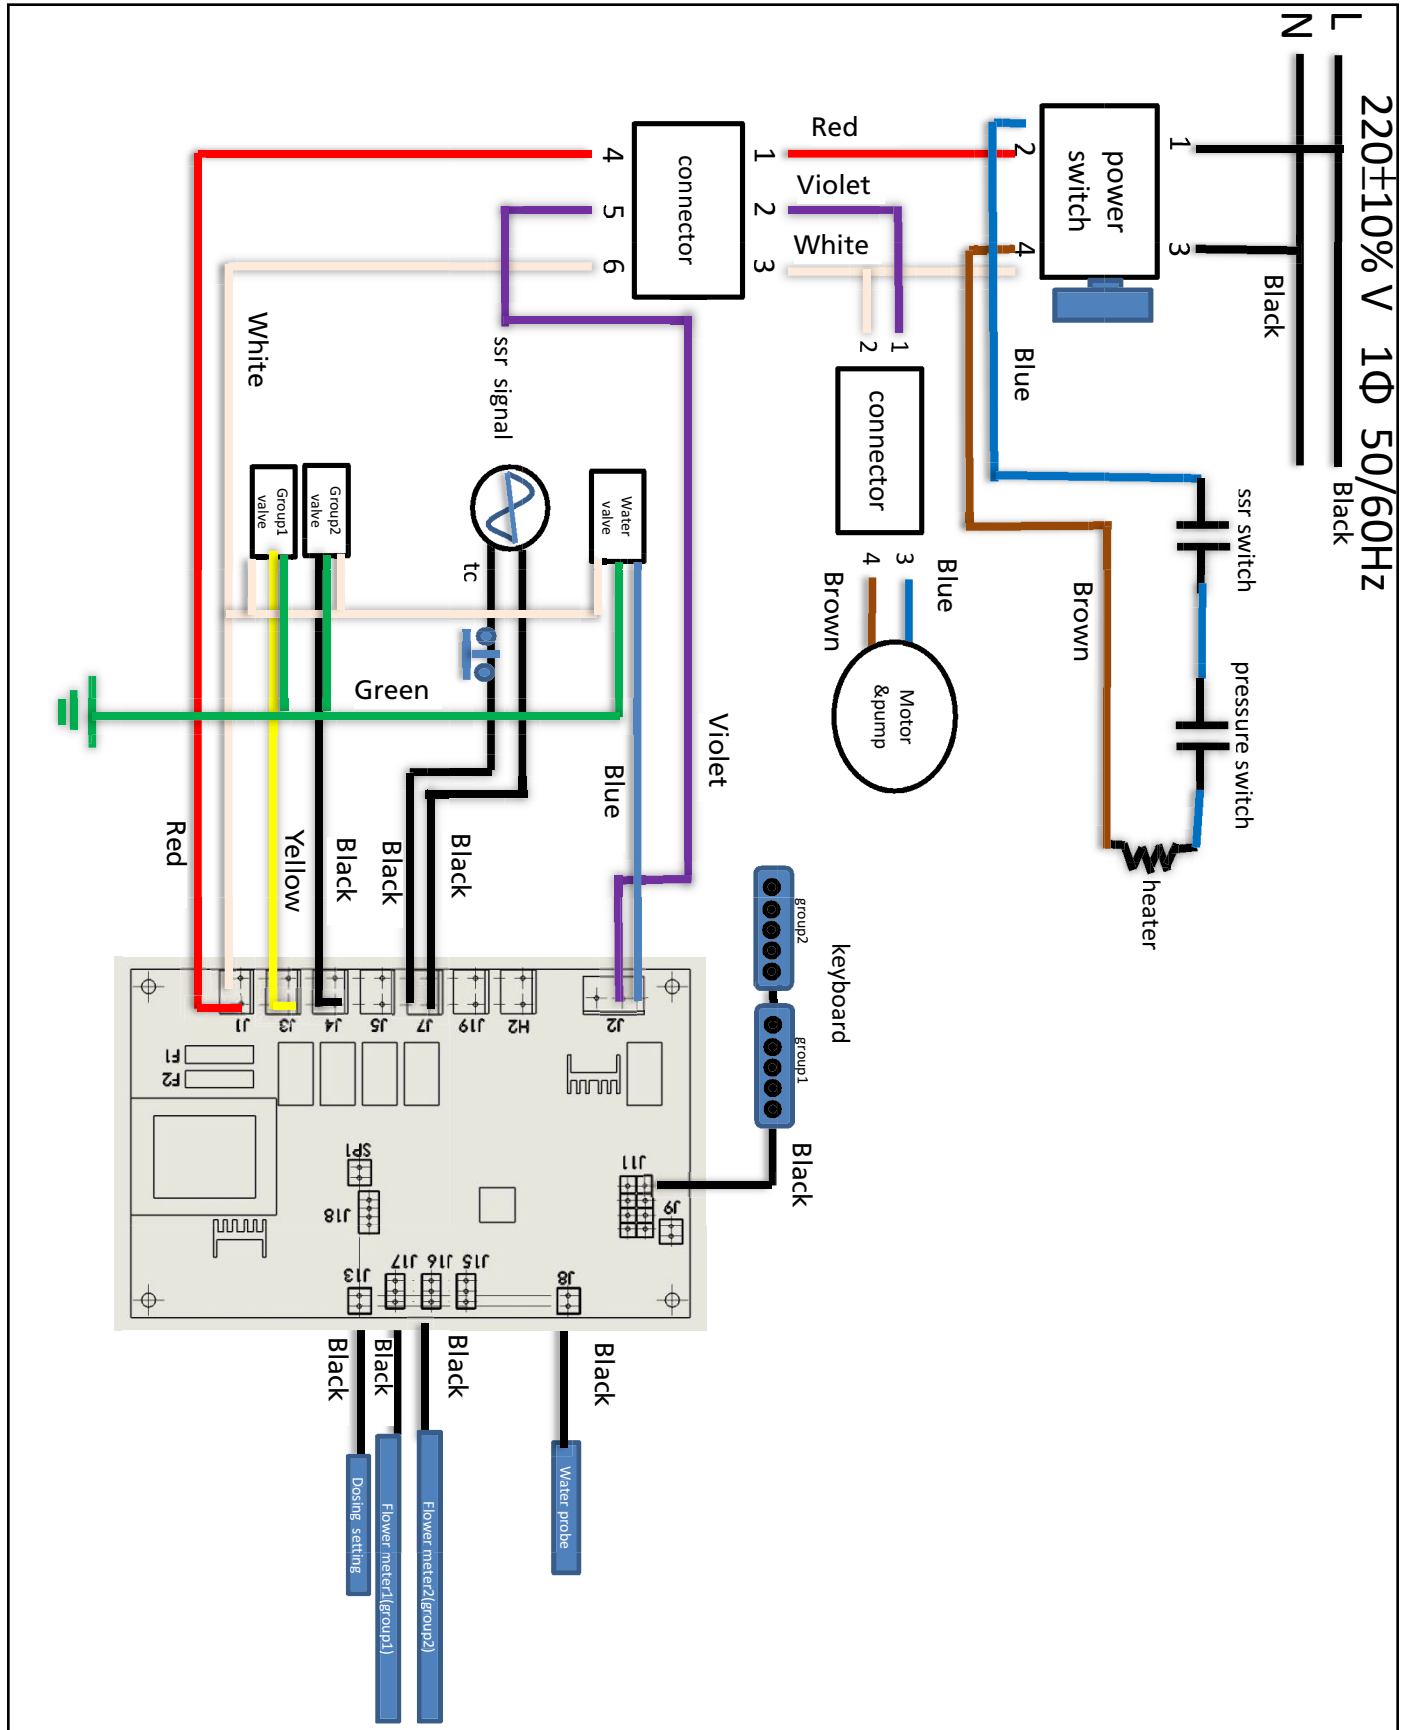 220±10% V 1Φ 50/60Hz
L
N
Black
Black
power
switch
1
3
2
4
Red
Violet
White
connector
1
2
3
4
5
6
Blue
Brown
ssr switch
pressure switch
heater
connector
1
2
3
4
Blue
Brown
Motor
&pump
White
ssr signal
tc
Group1
valve
Group2
valve
Water
valve
Green
Violet
Blue
Red
Yellow
Black
Black
Black
keyboard
group2
group1
Black
J1
J3
J4
J5
J7
J19
H2
J2
F1
F2
SP1
J18
J11
J9
J13
J17
J16
J15
J8
Black
Black
Black
Black
Dosing setting
Flower meter1(group1)
Flower meter2(group2)
Water probe